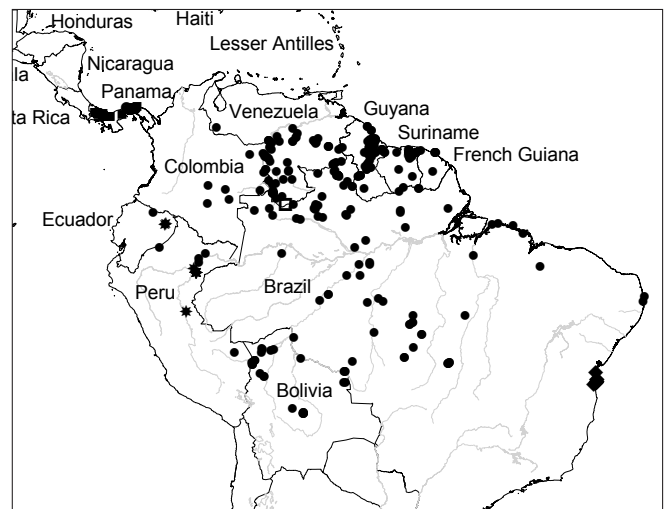 Honduras
Haiti
Lesser Antilles
la
Nicaragua
Panama
ta Rica
Venezuela
Guyana
Suriname
French Guiana
Colombia
Ecuador
Peru
Brazil
Bolivia